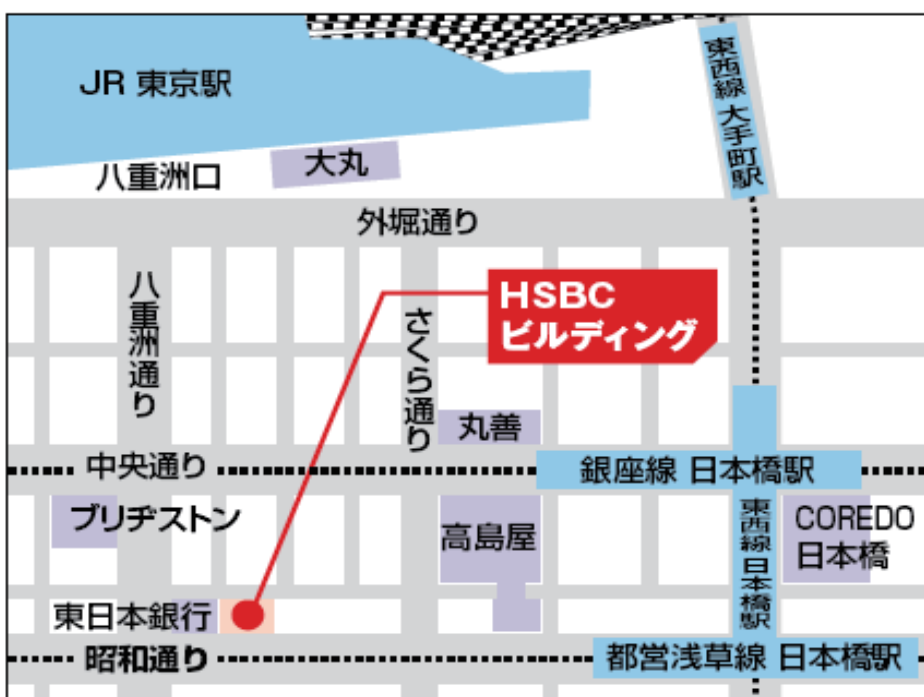 JR 東京駅
東西線 大手町駅
八重洲口
大丸
外堀通り
八重洲通り
さくら通り
HSBC
ビルディング
丸善
中央通り
銀座線 日本橋駅
ブリヂストン
高島屋
東西線 日本橋駅
COREDO
日本橋
東日本銀行
昭和通り
都営浅草線 日本橋駅